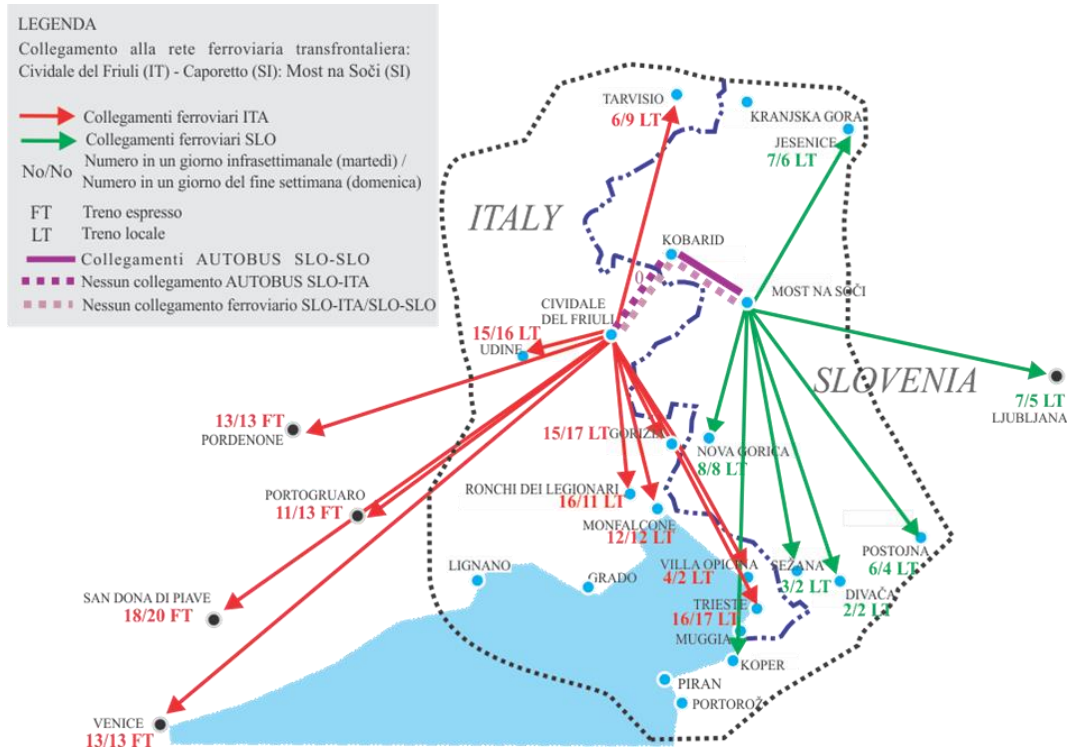 LEGENDA
Collegamento alla rete ferroviaria transfrontaliera:
Cividale del Friuli (IT) - Caporetto (SI): Most na Soči (SI)
Collegamenti ferroviari ITA
Collegamenti ferroviari SLO
No/No
Numero in un giorno infrasettimanale (martedì) /
Numero in un giorno del fine settimana (domenica)
FT Treno espresso
LT Treno locale
Collegamenti AUTOBUS SLO-SLO
Nessun collegamento AUTOBUS SLO-ITA
Nessun collegamento ferroviario SLO-ITA/SLO-SLO
TARVISIO
6/9 LT
KRANJSKA GORA
JESENICE
7/6 LT
ITALY
KOBARID
0
MOST NA SOČI
CIVIDALE
DEL FRIULI
15/16 LT
UDINE
SLOVENIA
7/5 LT
LJUBLJANA
13/13 FT
PORDENONE
15/17 LT
GORIZIA
NOVA GORICA
8/8 LT
PORTOGRUARO
11/13 FT
RONCHI DEI LEGIONARI
16/11 LT
MONFALCONE
12/12 LT
POSTOJNA
6/4 LT
LIGNANO
GRADO
VILLA OPICINA
4/2 LT
SEŽANA
3/2 LT
DIVAČA
2/2 LT
SAN DONA DI PIAVE
18/20 FT
TRIESTE
16/17 LT
MUGGIA
KOPER
PIRAN
PORTOROŽ
VENICE
13/13 FT